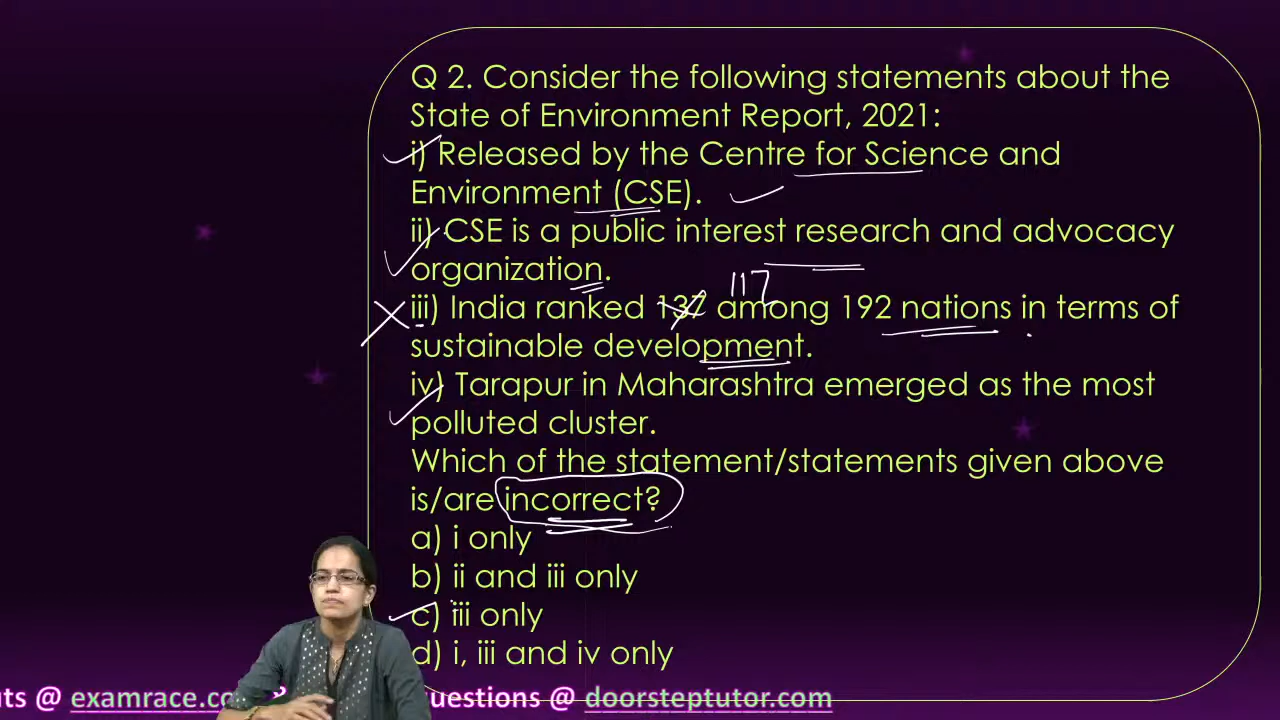 Q 2. Consider the following statements about the
State of Environment Report, 2021:
i) Released by the Centre for Science and
Environment (CSE).
ii) CSE is a public interest research and advocacy
organization.
117
iii) India ranked 137 among 192 nations in terms of
sustainable development.
iv) Tarapur in Maharashtra emerged as the most
polluted cluster.
Which of the statement/statements given above
is/are incorrect?
a) i only
b) ii and iii only
c) iii only
d) i, iii and iv only
@ examrace.co @ doorsteptutor.com